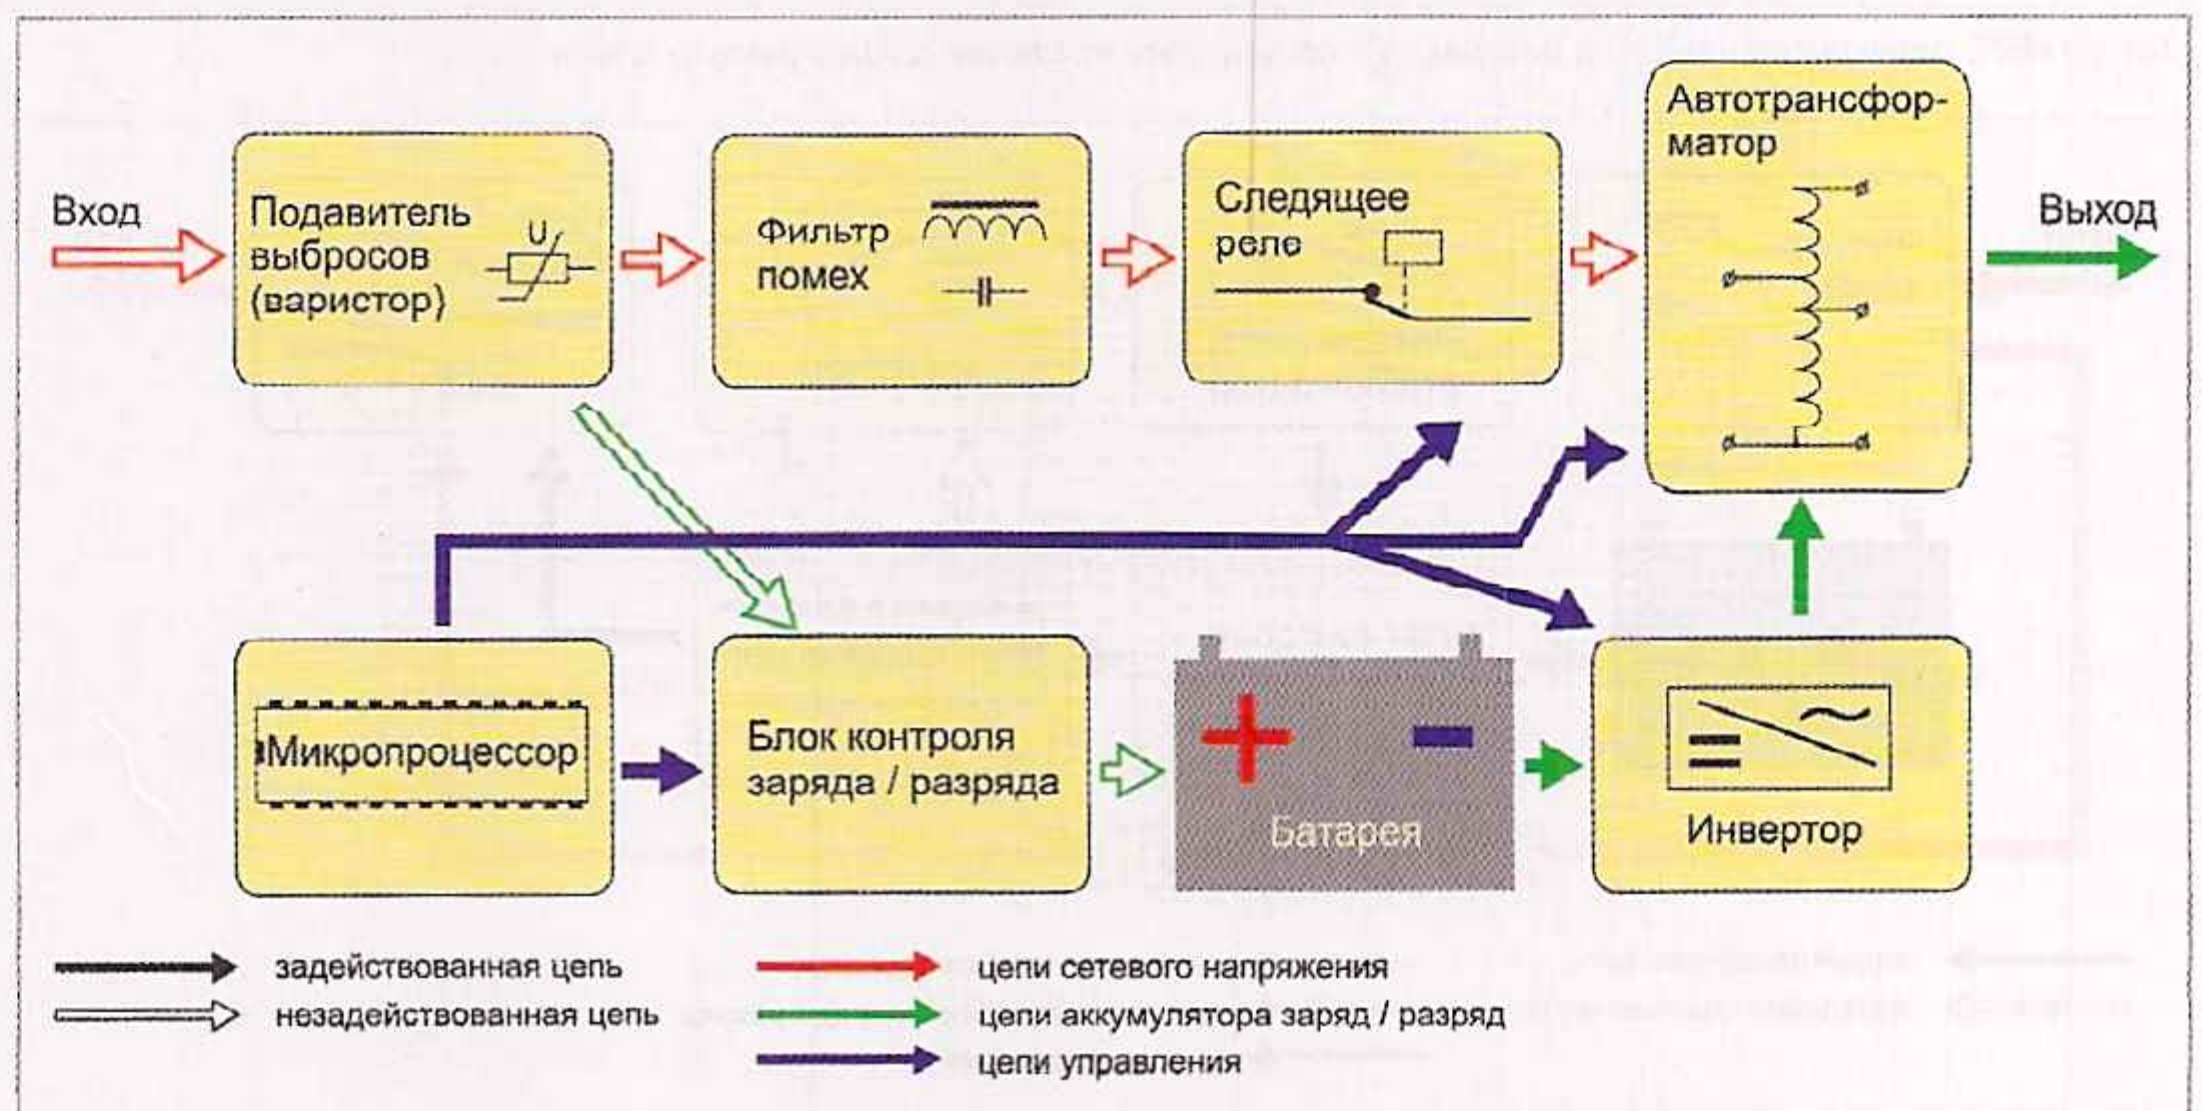 Вход
Подавитель
выбросов
(варистор)
U
Фильтр
помех
Следящее
реле
Автотрансфор-
матор
Выход
Микропроцессор
Блок контроля
заряда / разряда
Батарея
Инвертор
задействованная цепь
незадействованная цепь
цепи сетевого напряжения
цепи аккумулятора заряд / разряд
цепи управления